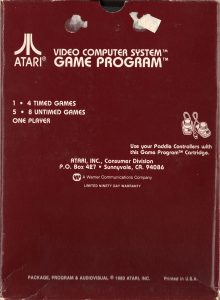 ATARI®
VIDEO COMPUTER SYSTEM™
GAME PROGRAM™
1 • 4 TIMED GAMES
5 • 8 UNTIMED GAMES
ONE PLAYER
Use your Paddle Controllers with
this Game Program™ Cartridge.
ATARI, INC., Consumer Division
P.O. Box 427 • Sunnyvale, CA. 94086
A Warner Communications Company
LIMITED NINETY DAY WARRANTY
PACKAGE, PROGRAM & AUDIOVISUAL © 1980 ATARI, INC.
Printed in U.S.A.